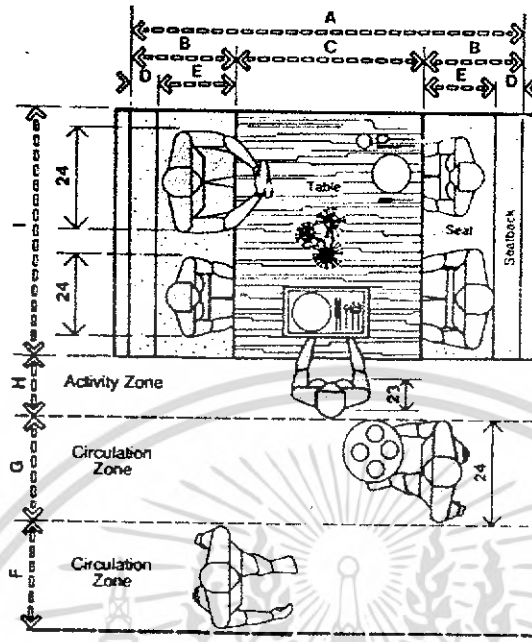 A
B C B
D E E D
24
Table
I
Seat
Seatback
24
H Activity Zone
23
G Circulation
Zone
24
F Circulation
Zone